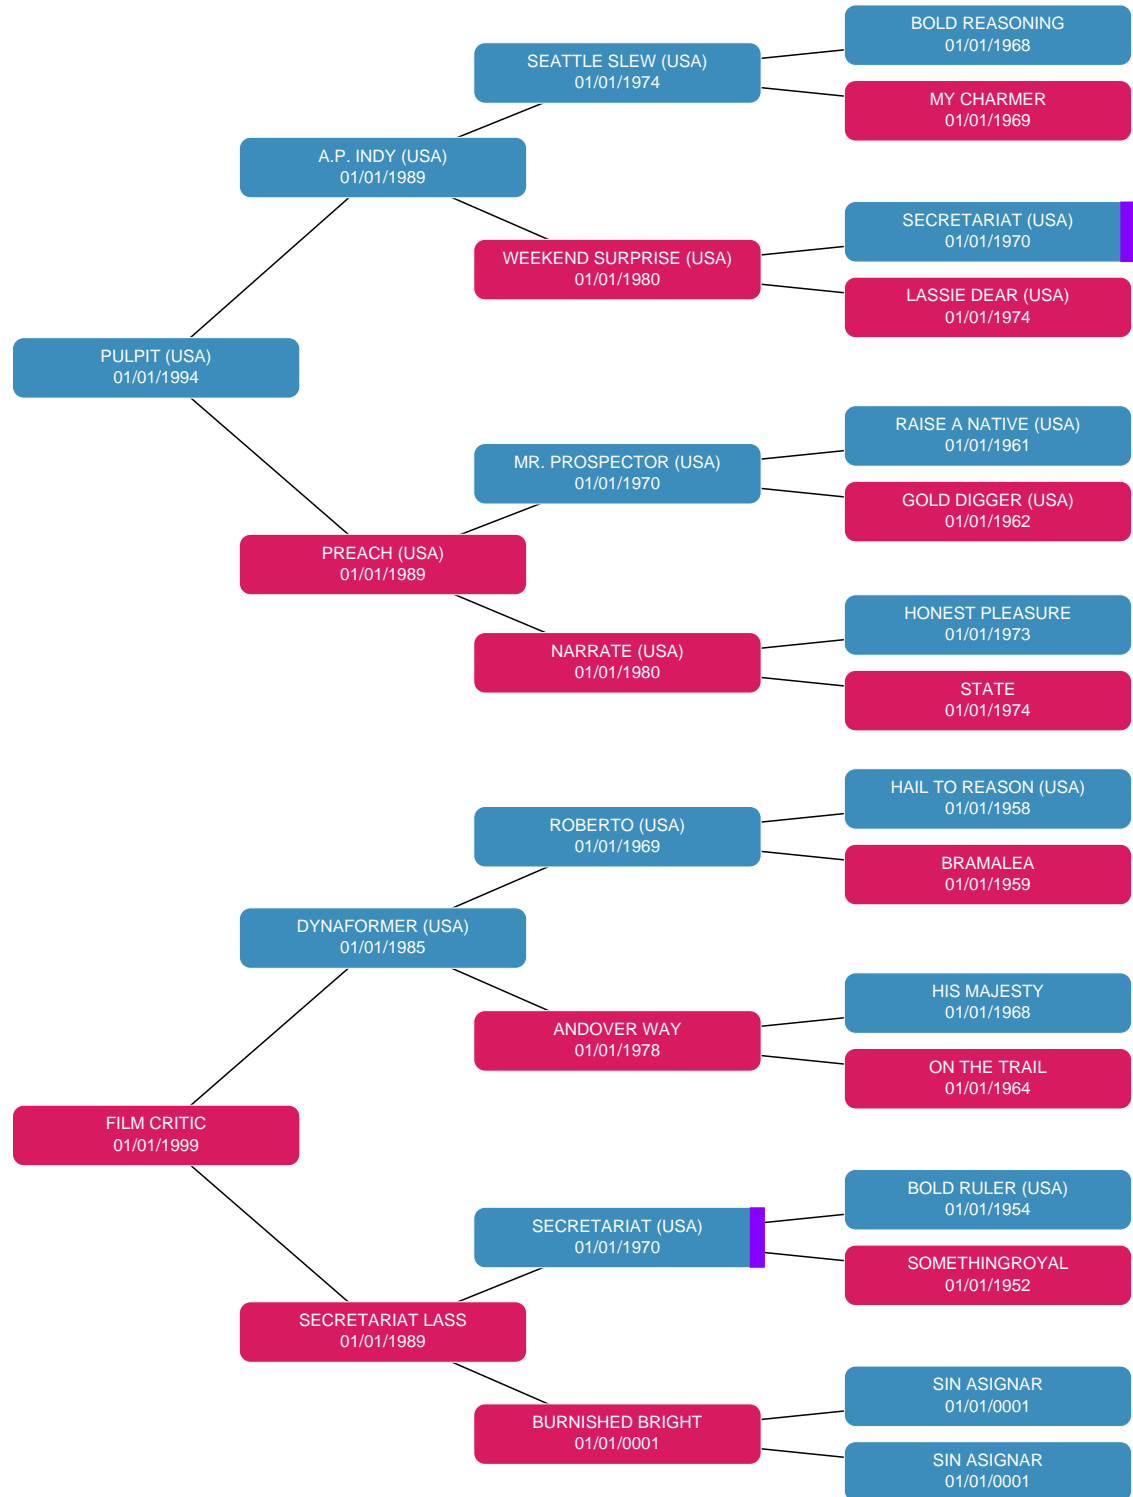 BOLD REASONING
01/01/1968
SEATTLE SLEW (USA)
01/01/1974
MY CHARMER
01/01/1969
A.P. INDY (USA)
01/01/1989
SECRETARIAT (USA)
01/01/1970
WEEKEND SURPRISE (USA)
01/01/1980
LASSIE DEAR (USA)
01/01/1974
PULPIT (USA)
01/01/1994
RAISE A NATIVE (USA)
01/01/1961
MR. PROSPECTOR (USA)
01/01/1970
GOLD DIGGER (USA)
01/01/1962
PREACH (USA)
01/01/1989
HONEST PLEASURE
01/01/1973
NARRATE (USA)
01/01/1980
STATE
01/01/1974
HAIL TO REASON (USA)
01/01/1958
ROBERTO (USA)
01/01/1969
BRAMALEA
01/01/1959
DYNAFORMER (USA)
01/01/1985
HIS MAJESTY
01/01/1968
ANDOVER WAY
01/01/1978
ON THE TRAIL
01/01/1964
FILM CRITIC
01/01/1999
BOLD RULER (USA)
01/01/1954
SECRETARIAT (USA)
01/01/1970
SOMETHINGROYAL
01/01/1952
SECRETARIAT LASS
01/01/1989
SIN ASIGNAR
01/01/0001
BURNISHED BRIGHT
01/01/0001
SIN ASIGNAR
01/01/0001